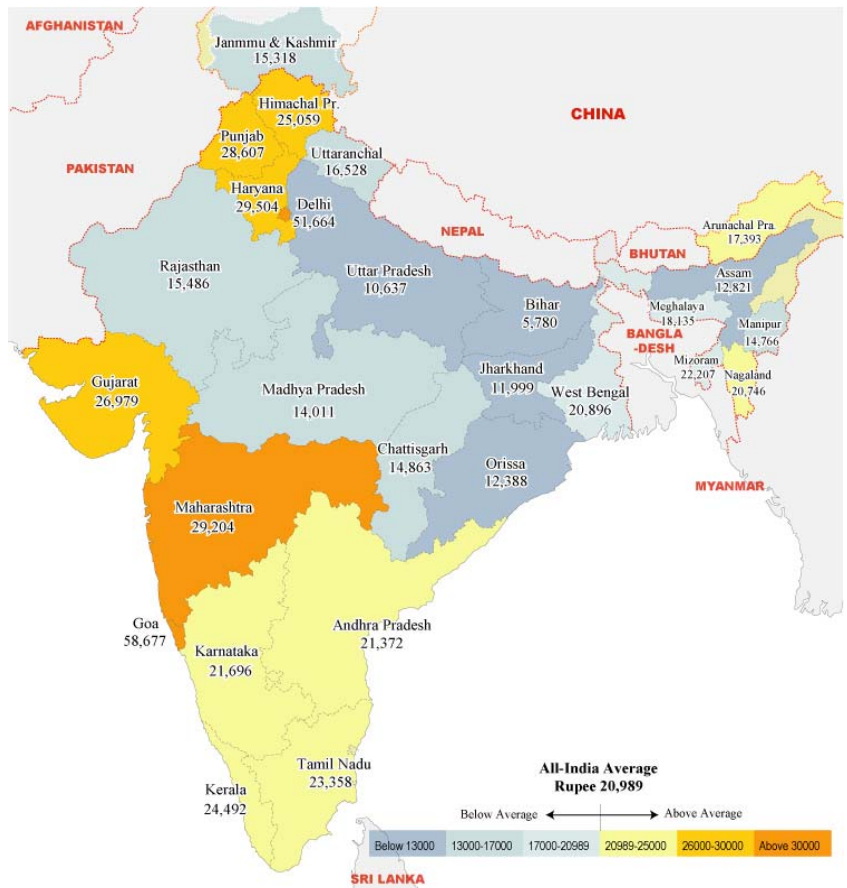 AFGHANISTAN
Janmmu & Kashmir
15,318
Himachal Pr.
25,059
CHINA
Punjab
28,607
Uttaranchal
16,528
PAKISTAN
Haryana
29,504
Delhi
51,664
NEPAL
Arunachal Pra.
17,393
BHUTAN
Rajasthan
15,486
Uttar Pradesh
10,637
Assam
12,821
Bihar
5,780
Meghalaya
18,135
Manipur
14,766
BANGLA
-DESH
Mizoram
22,207
Nagaland
20,746
Gujarat
26,979
Jharkhand
11,999
Madhya Pradesh
14,011
West Bengal
20,896
Chattisgarh
14,863
Orissa
12,388
MYANMAR
Maharashtra
29,204
Goa
58,677
Andhra Pradesh
21,372
Karnataka
21,696
Tamil Nadu
23,358
Kerala
24,492
All-India Average
Rupee 20,989
Below Average
Above Average
Below 13000
13000-17000
17000-20989
20989-25000
26000-30000
Above 30000
SRI LANKA